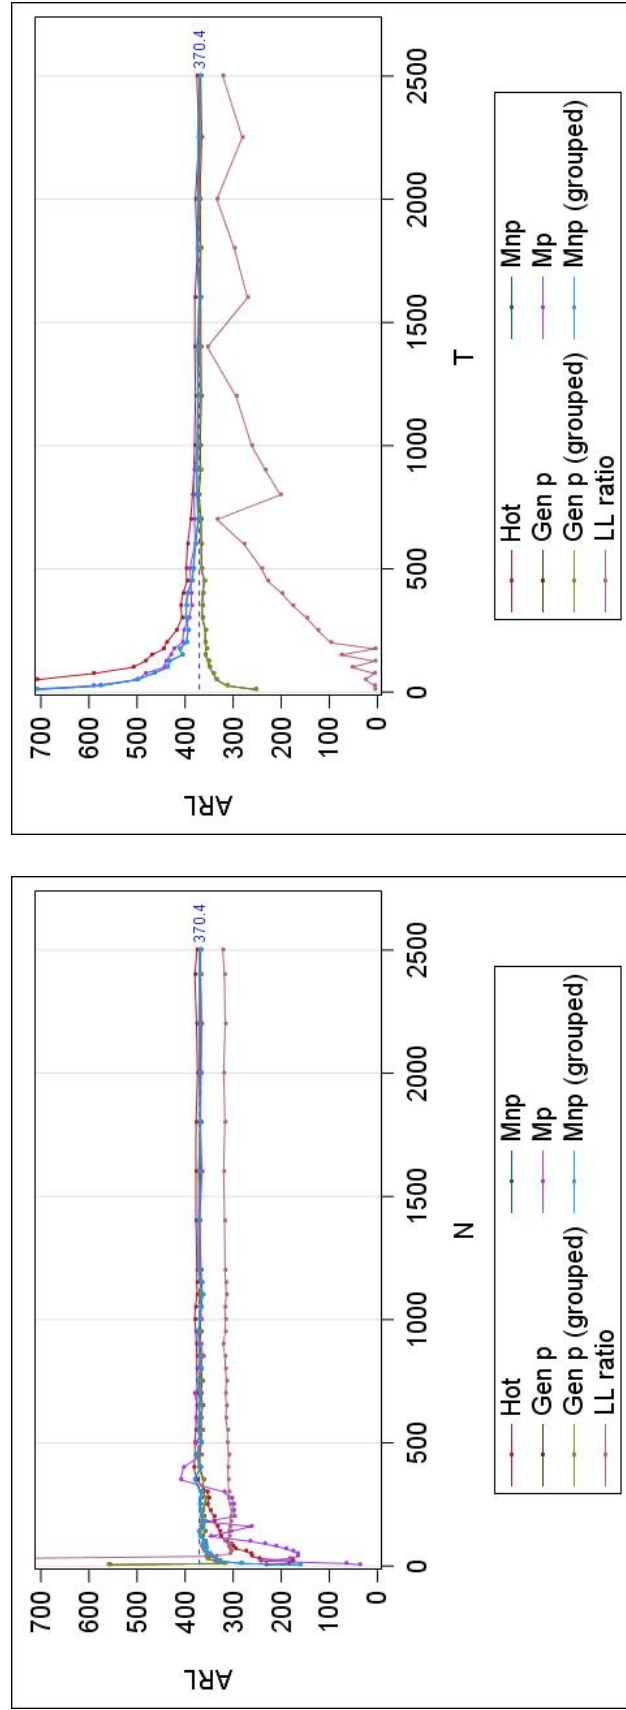 370.4
700
600
500
400
300
200
100
0
ARL
0 500 1000 1500 2000 2500
N
Hot Mnp
Gen p Mp
Gen p (grouped) Mnp (grouped)
LL ratio
370.4
700
600
500
400
300
200
100
0
ARL
0 500 1000 1500 2000 2500
T
Hot Mnp
Gen p Mp
Gen p (grouped) Mnp (grouped)
LL ratio